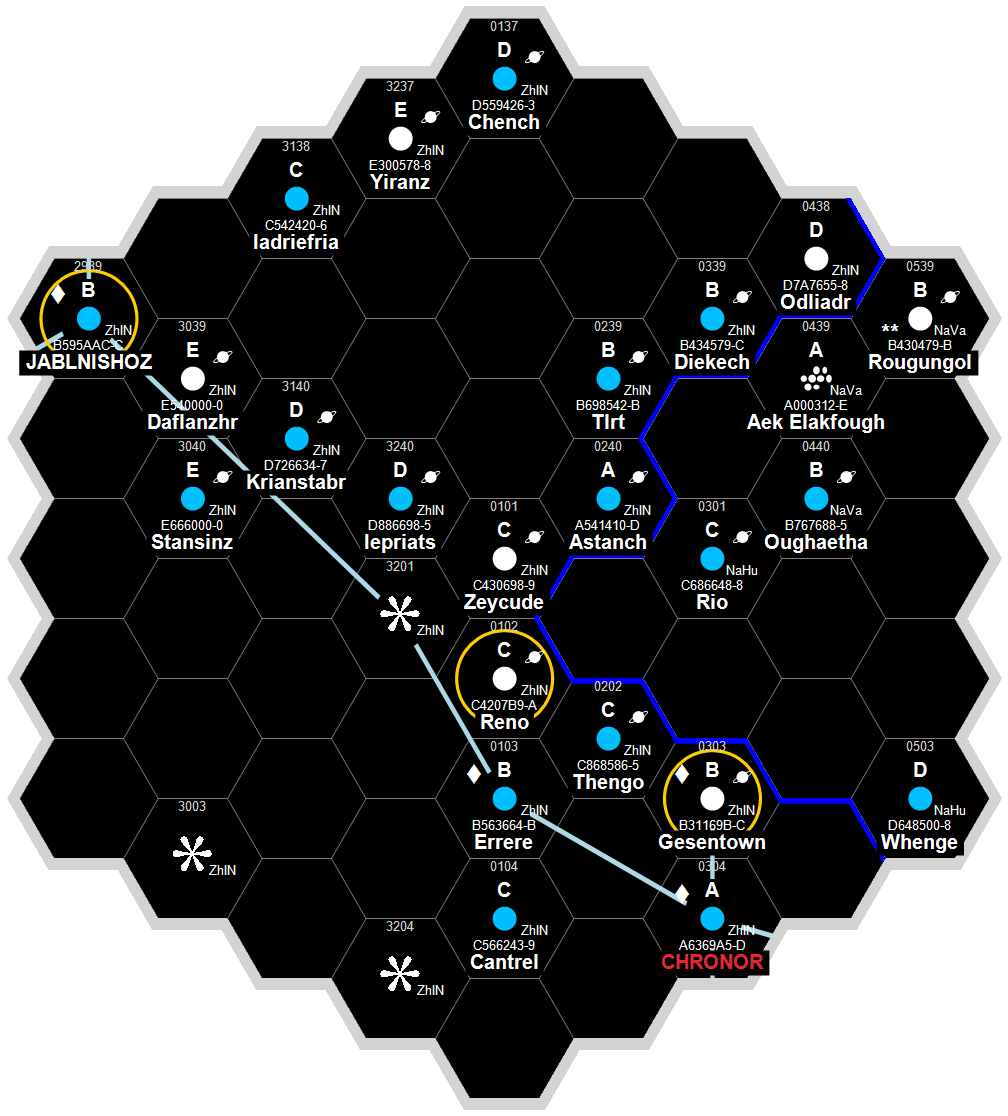 0137
D
ZhIN
D559426-3
Chench
3237
E
ZhIN
E300578-8
Yiranz
3138
C
ZhIN
C542420-6
Iadriefria
0438
D
ZhIN
D7A7655-8
Odliadr
2939
B
ZhIN
B595AAC-C
JABLNISHOZ
0339
B
ZhIN
B434579-C
Diekech
0539
B
** NaVa
B430479-B
Rougungol
3039
E
ZhIN
E540000-0
Daflanzhr
0239
B
ZhIN
B698542-B
Tlrt
0439
A
NaVa
A000312-E
Aek Elakfough
3140
D
ZhIN
D726634-7
Krianstabr
3040
E
ZhIN
E666000-0
Stansinz
3240
D
ZhIN
D886698-5
Iepriats
0240
A
ZhIN
A541410-D
Astanch
0440
B
NaVa
B767688-5
Oughaetha
0101
C
ZhIN
C430698-9
Zeycude
0301
C
NaHu
C686648-8
Rio
3201
ZhIN
0102
C
ZhIN
C4207B9-A
Reno
0202
C
ZhIN
C868586-5
Thengo
0103
B
ZhIN
B563664-B
Errere
0303
B
ZhIN
B31169B-C
Gesentown
0503
D
NaHu
D648500-8
Whenge
3003
ZhIN
0104
C
ZhIN
C566243-9
Cantrel
0304
A
ZhIN
A6369A5-D
CHRONOR
3204
ZhIN